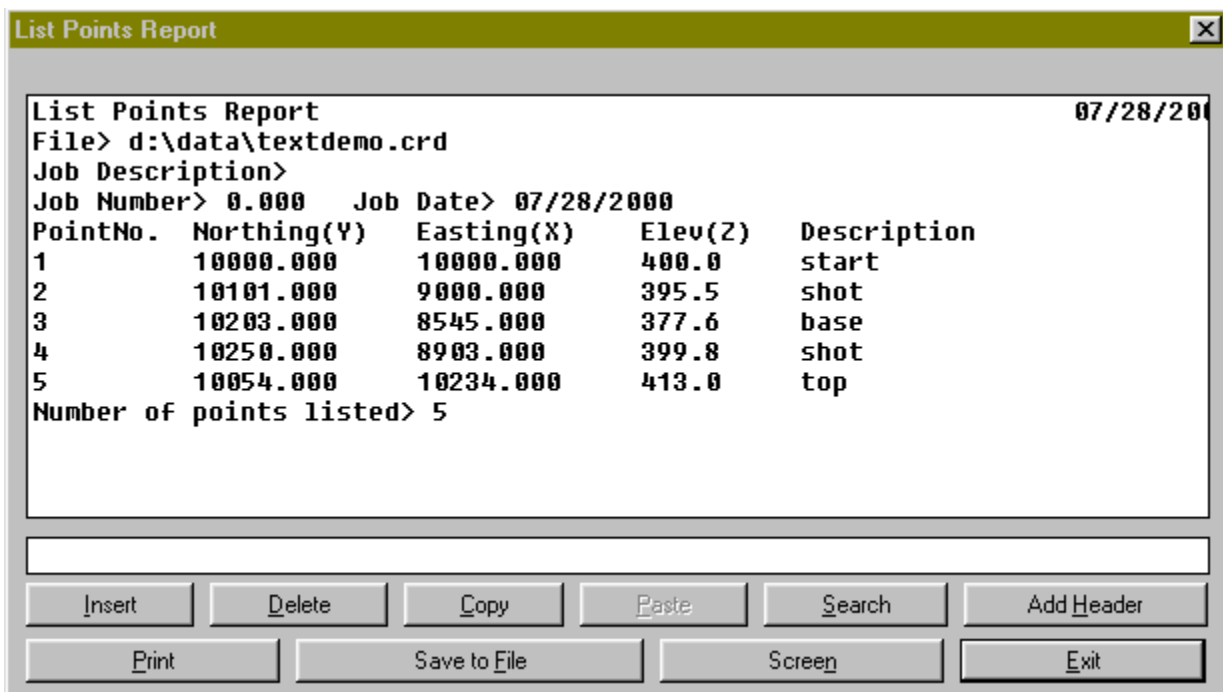 List Points Report
List Points Report 07/28/200
File> d:\data\textdemo.crd
Job Description>
Job Number> 0.000 Job Date> 07/28/2000
PointNo. Northing(Y) Easting(X) Elev(Z) Description
1 10000.000 10000.000 400.0 start
2 10101.000 9000.000 395.5 shot
3 10203.000 8545.000 377.6 base
4 10250.000 8903.000 399.8 shot
5 10054.000 10234.000 413.0 top
Number of points listed> 5
Insert Delete Copy Paste Search Add Header
Print Save to File Screen Exit